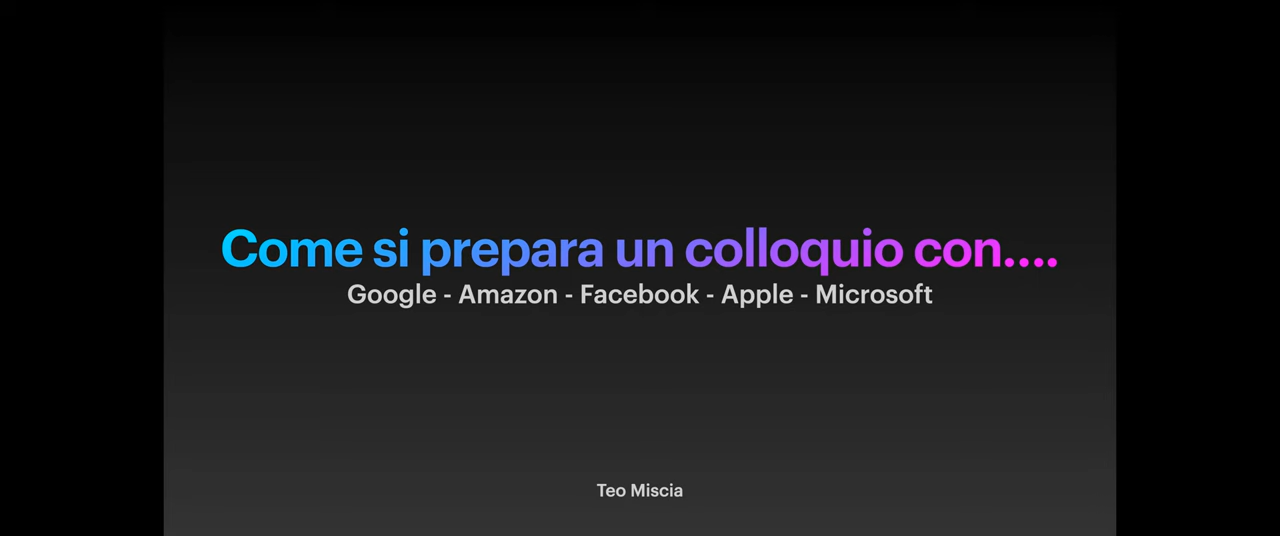 Come si prepara un colloquio con....
Google - Amazon - Facebook - Apple - Microsoft
Teo Miscia